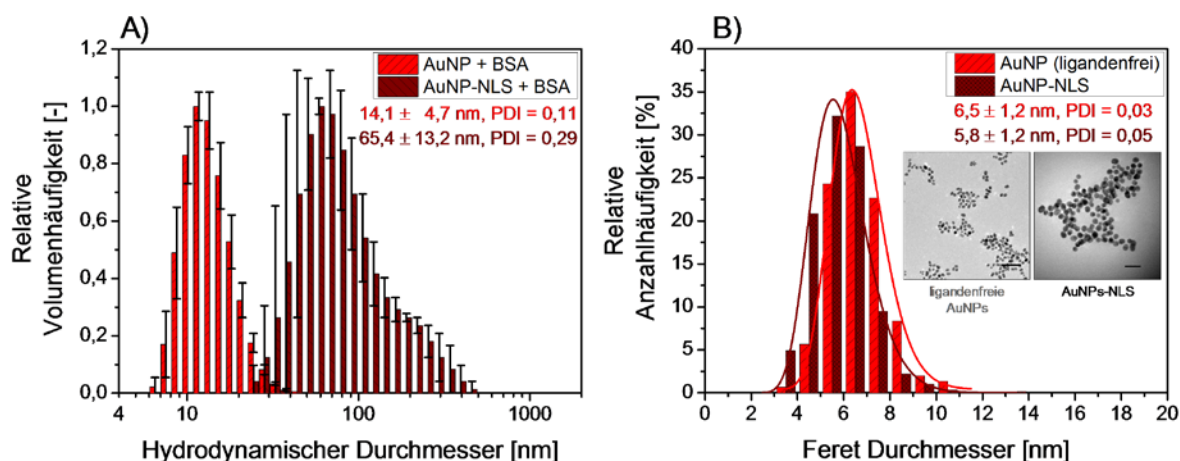 A)
AuNP + BSA
AuNP-NLS + BSA
14,1 ± 4,7 nm, PDI = 0,11
65,4 ± 13,2 nm, PDI = 0,29
Relative
Volumenhäufigkeit [-]
1,2
1,0
0,8
0,6
0,4
0,2
0,0
4
10
100
1000
Hydrodynamischer Durchmesser [nm]
B)
AuNP (ligandenfrei)
AuNP-NLS
6,5 ± 1,2 nm, PDI = 0,03
5,8 ± 1,2 nm, PDI = 0,05
ligandenfreie
AuNPs
AuNPs-NLS
Relative
Anzahlhäufigkeit [%]
40
35
30
25
20
15
10
5
0
0
2
4
6
8
10
12
14
16
18
20
Feret Durchmesser [nm]